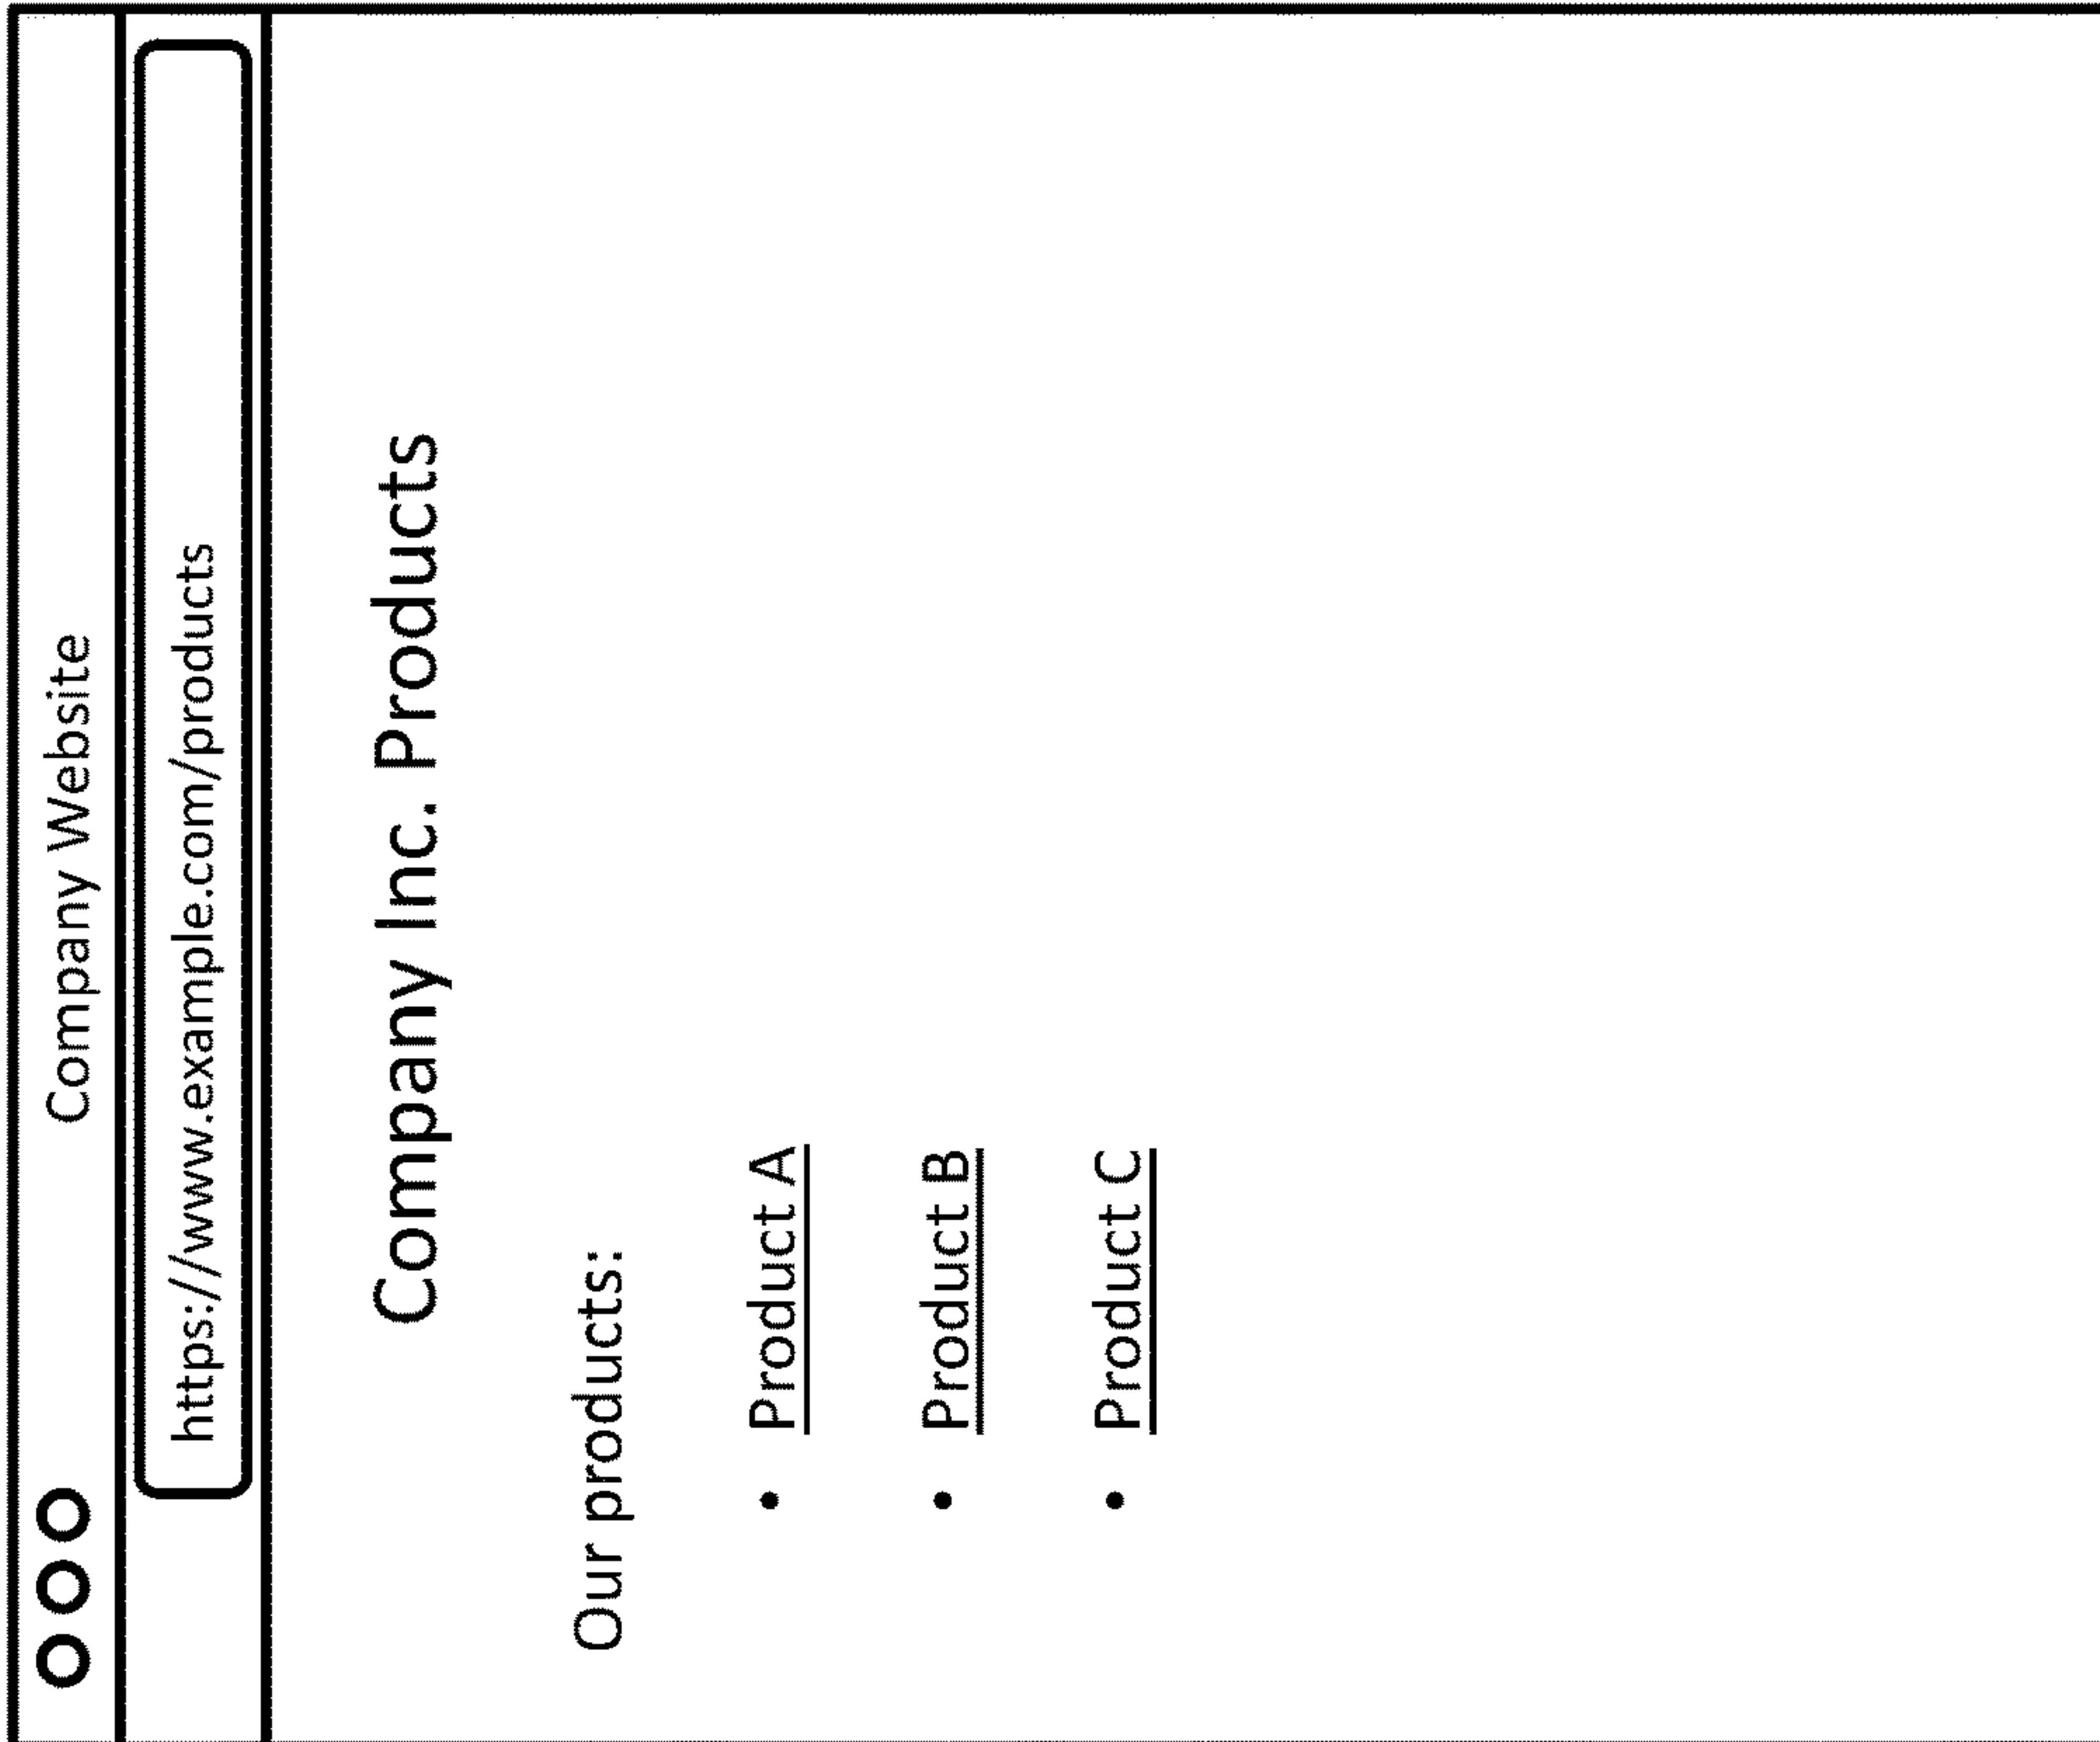 Company Website
https://www.example.com/products
Company Inc. Products
Our products:
• Product A
• Product B
• Product C